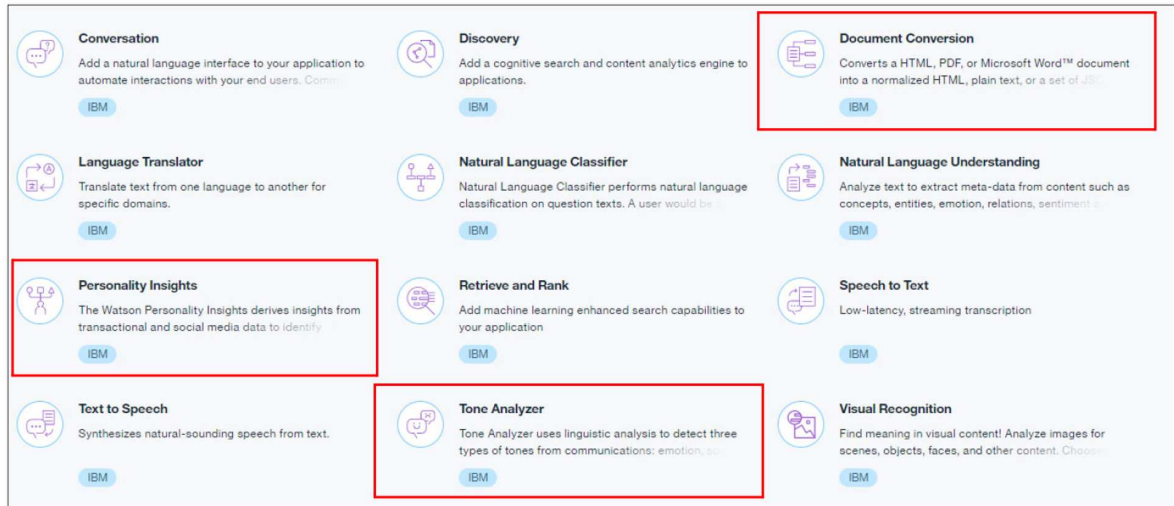 Conversation
Add a natural language interface to your application to
automate interactions with your end users.
IBM
Discovery
Add a cognitive search and content analytics engine to
applications.
IBM
Document Conversion
Converts a HTML, PDF, or Microsoft Word™ document
into a normalized HTML, plain text, or a set of
IBM
Language Translator
Translate text from one language to another for
specific domains.
IBM
Natural Language Classifier
Natural Language Classifier performs natural language
classification on question texts. A user would be
IBM
Natural Language Understanding
Analyze text to extract meta-data from content such as
concepts, entities, emotion, relations, sentiment
IBM
Personality Insights
The Watson Personality Insights derives insights from
transactional and social media data to identify
IBM
Retrieve and Rank
Add machine learning enhanced search capabilities to
your application
IBM
Speech to Text
Low-latency, streaming transcription
IBM
Text to Speech
Synthesizes natural-sounding speech from text.
IBM
Tone Analyzer
Tone Analyzer uses linguistic analysis to detect three
types of tones from communications: emotion,
IBM
Visual Recognition
Find meaning in visual content! Analyze images for
scenes, objects, faces, and other content. Choose
IBM